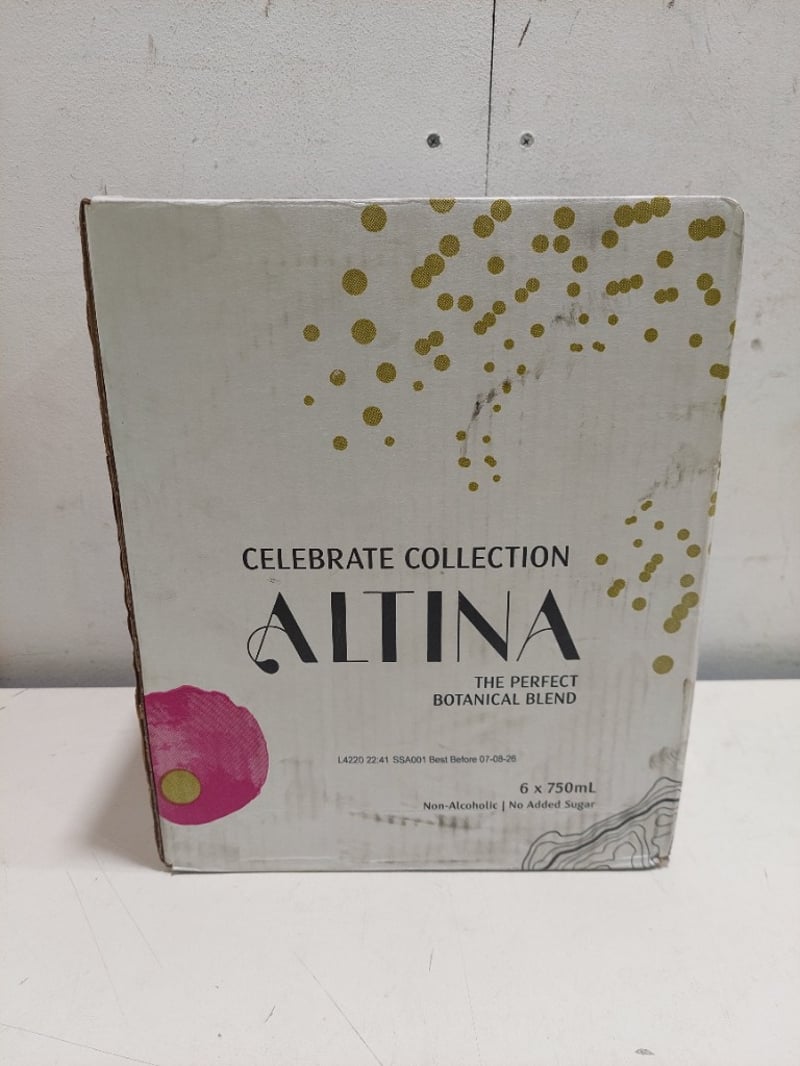 CELEBRATE COLLECTION
ALTINA
THE PERFECT
BOTANICAL BLEND
L4220 22:41 SSA001 Best Before 07-08-26
6 x 750mL
Non-Alcoholic | No Added Sugar